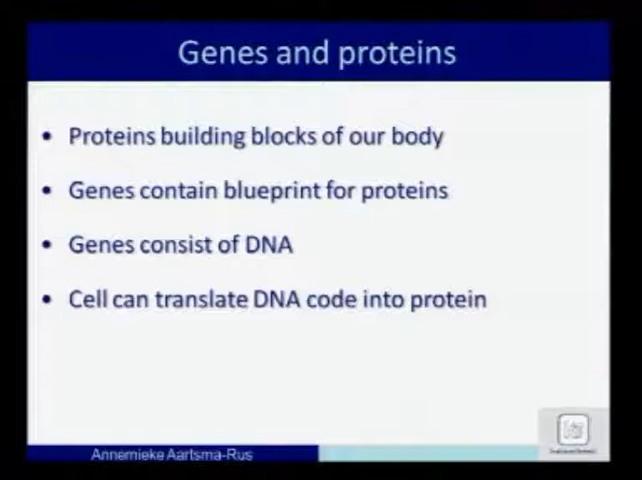 Genes and proteins
• Proteins building blocks of our body
• Genes contain blueprint for proteins
• Genes consist of DNA
• Cell can translate DNA code into protein
Annemieke Aartsma-Rus